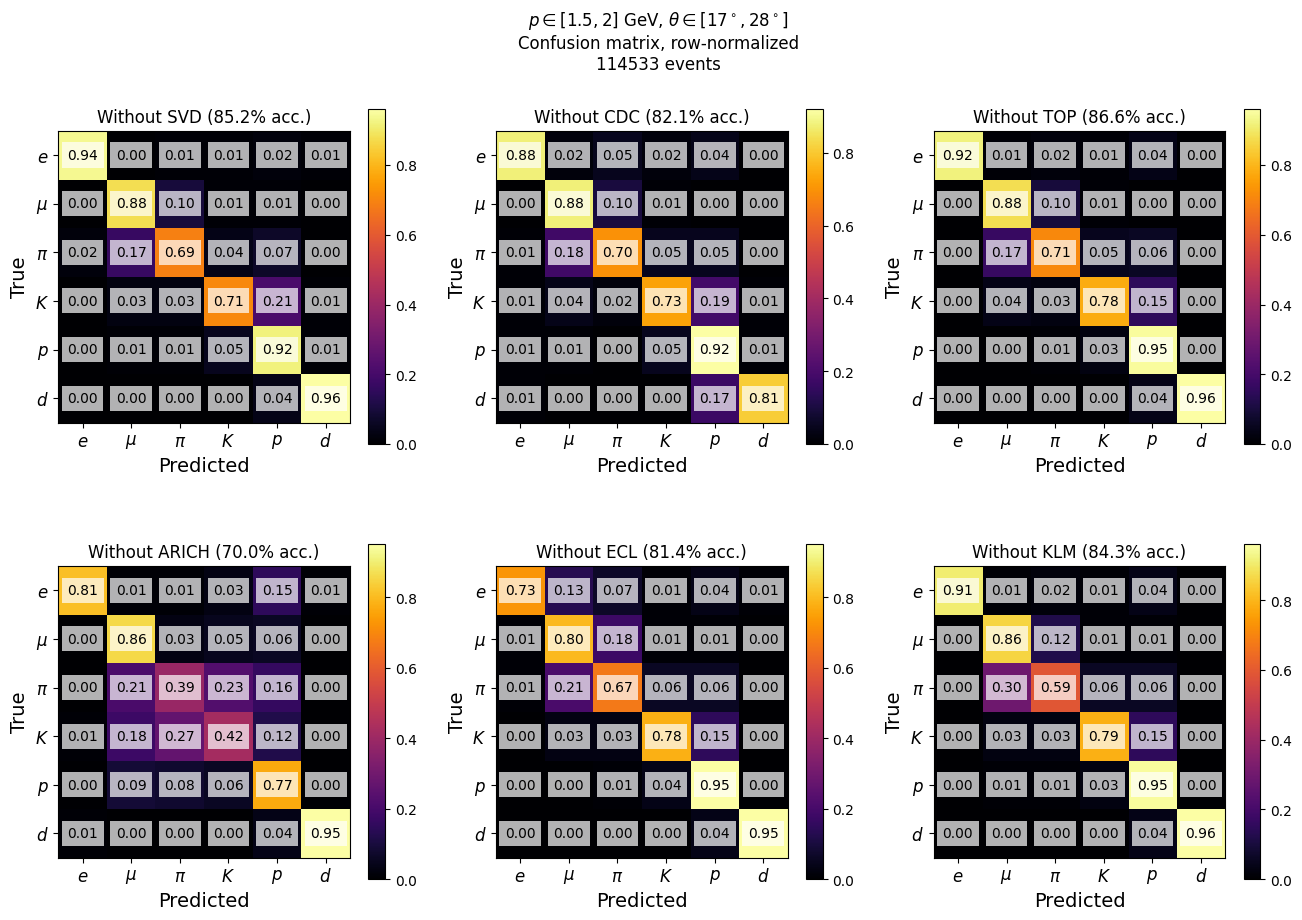 p ∈ [1.5, 2] GeV, θ ∈ [17°, 28°]
Confusion matrix, row-normalized
114533 events
Without SVD (85.2% acc.)
e 0.94 0.00 0.01 0.01 0.02 0.01
μ 0.00 0.88 0.10 0.01 0.01 0.00
π 0.02 0.17 0.69 0.04 0.07 0.00
K 0.00 0.03 0.03 0.71 0.21 0.01
p 0.00 0.01 0.01 0.05 0.92 0.01
d 0.00 0.00 0.00 0.00 0.04 0.96
e μ π K p d
True
Predicted
0.8
0.6
0.4
0.2
0.0
Without CDC (82.1% acc.)
e 0.88 0.02 0.05 0.02 0.04 0.00
μ 0.00 0.88 0.10 0.01 0.00 0.00
π 0.01 0.18 0.70 0.05 0.05 0.00
K 0.01 0.04 0.02 0.73 0.19 0.01
p 0.01 0.01 0.00 0.05 0.92 0.01
d 0.01 0.00 0.00 0.00 0.17 0.81
e μ π K p d
True
Predicted
0.8
0.6
0.4
0.2
0.0
Without TOP (86.6% acc.)
e 0.92 0.01 0.02 0.01 0.04 0.00
μ 0.00 0.88 0.10 0.01 0.00 0.00
π 0.00 0.17 0.71 0.05 0.06 0.00
K 0.00 0.04 0.03 0.78 0.15 0.00
p 0.00 0.00 0.01 0.03 0.95 0.00
d 0.00 0.00 0.00 0.00 0.04 0.96
e μ π K p d
True
Predicted
0.8
0.6
0.4
0.2
0.0
Without ARICH (70.0% acc.)
e 0.81 0.01 0.01 0.03 0.15 0.01
μ 0.00 0.86 0.03 0.05 0.06 0.00
π 0.00 0.21 0.39 0.23 0.16 0.00
K 0.01 0.18 0.27 0.42 0.12 0.00
p 0.00 0.09 0.08 0.06 0.77 0.00
d 0.01 0.00 0.00 0.00 0.04 0.95
e μ π K p d
True
Predicted
0.8
0.6
0.4
0.2
0.0
Without ECL (81.4% acc.)
e 0.73 0.13 0.07 0.01 0.04 0.01
μ 0.01 0.80 0.18 0.01 0.01 0.00
π 0.01 0.21 0.67 0.06 0.06 0.00
K 0.00 0.03 0.03 0.78 0.15 0.00
p 0.00 0.00 0.01 0.04 0.95 0.00
d 0.00 0.00 0.00 0.00 0.04 0.95
e μ π K p d
True
Predicted
0.8
0.6
0.4
0.2
0.0
Without KLM (84.3% acc.)
e 0.91 0.01 0.02 0.01 0.04 0.00
μ 0.00 0.86 0.12 0.01 0.01 0.00
π 0.00 0.30 0.59 0.06 0.06 0.00
K 0.00 0.03 0.03 0.79 0.15 0.00
p 0.00 0.01 0.01 0.03 0.95 0.00
d 0.00 0.00 0.00 0.00 0.04 0.96
e μ π K p d
True
Predicted
0.8
0.6
0.4
0.2
0.0